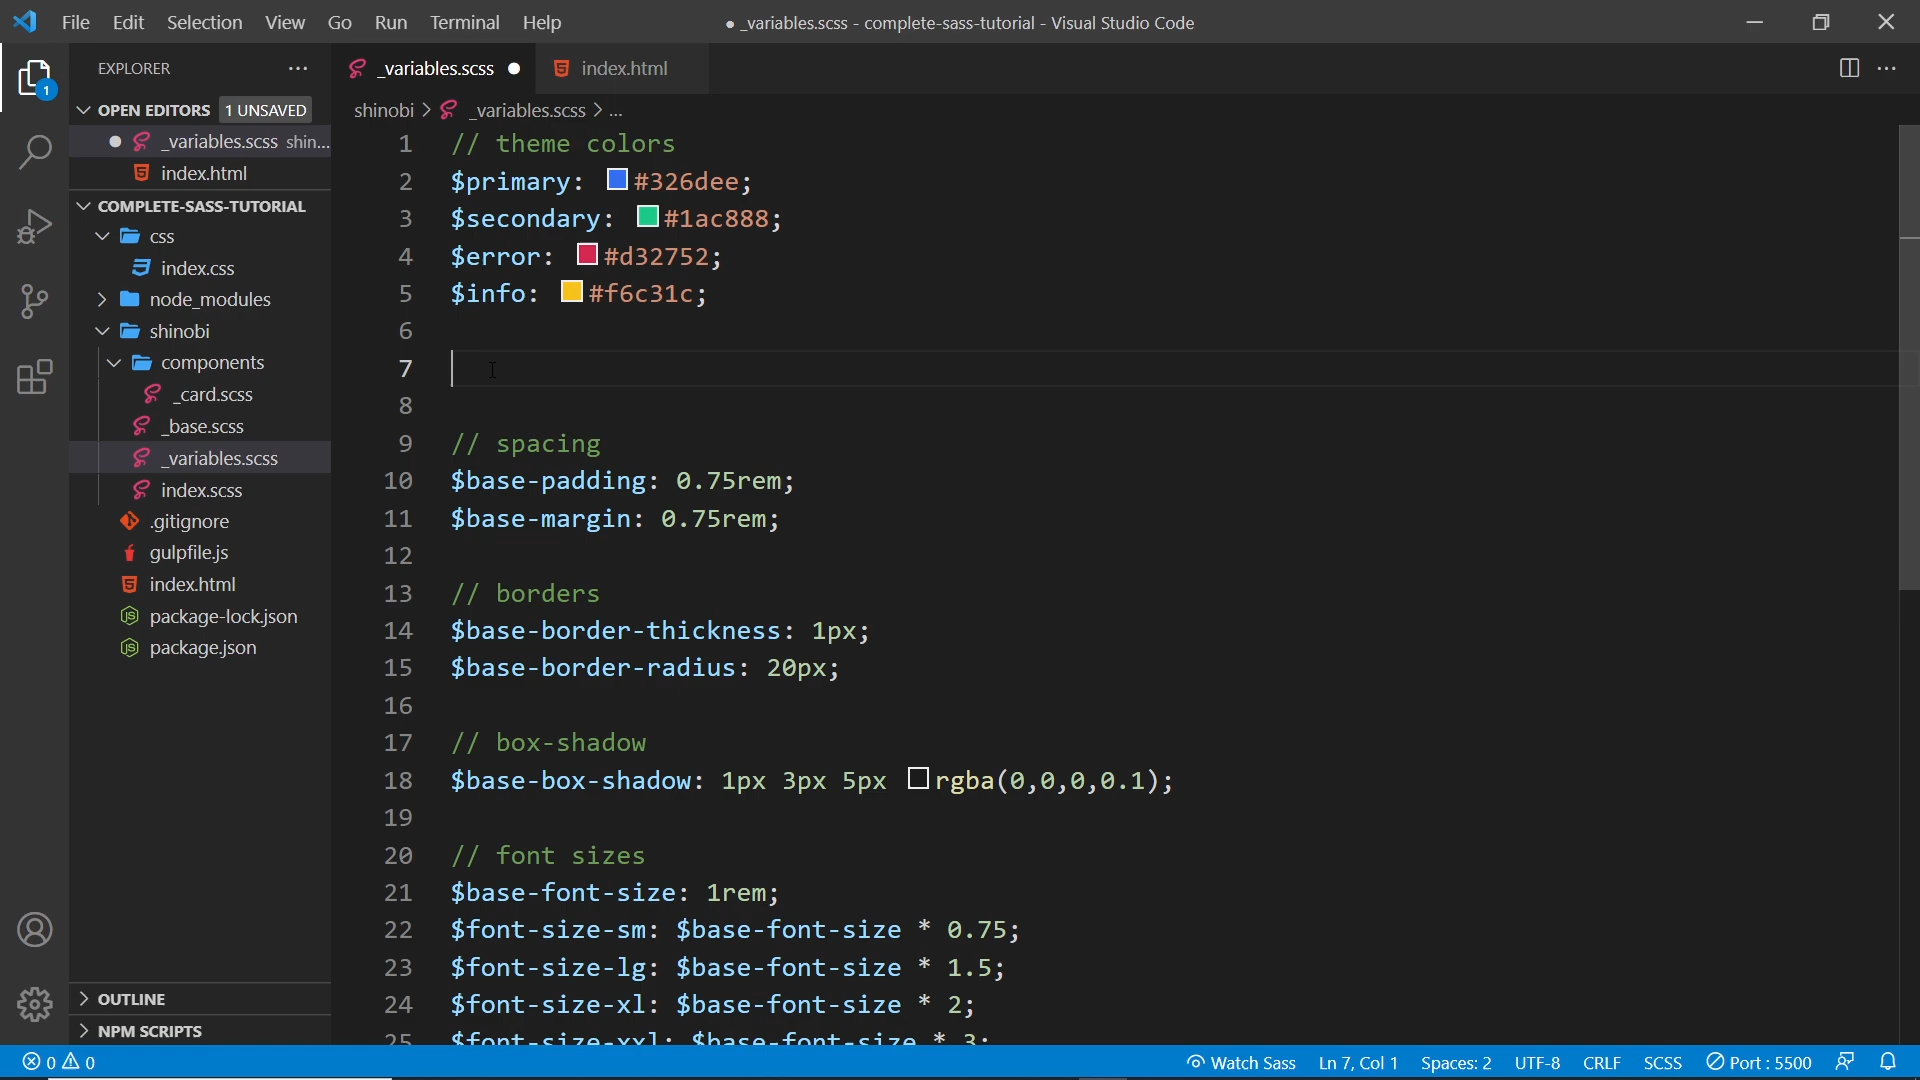 File Edit Selection View Go Run Terminal Help
● _variables.scss - complete-sass-tutorial - Visual Studio Code
EXPLORER
_variables.scss
index.html
OPEN EDITORS 1 UNSAVED
_variables.scss shin...
index.html
COMPLETE-SASS-TUTORIAL
css
index.css
node_modules
shinobi
components
_card.scss
_base.scss
_variables.scss
index.scss
.gitignore
gulpfile.js
index.html
package-lock.json
package.json
OUTLINE
NPM SCRIPTS
1
shinobi > _variables.scss > ...
1 // theme colors
2 $primary: #326dee;
3 $secondary: #1ac888;
4 $error: #d32752;
5 $info: #f6c31c;
6
7
8
9 // spacing
10 $base-padding: 0.75rem;
11 $base-margin: 0.75rem;
12
13 // borders
14 $base-border-thickness: 1px;
15 $base-border-radius: 20px;
16
17 // box-shadow
18 $base-box-shadow: 1px 3px 5px rgba(0,0,0,0.1);
19
20 // font sizes
21 $base-font-size: 1rem;
22 $font-size-sm: $base-font-size * 0.75;
23 $font-size-lg: $base-font-size * 1.5;
24 $font-size-xl: $base-font-size * 2;
25 $font-size-xxl: $base-font-size * 3;
0 0
Watch Sass Ln 7, Col 1 Spaces: 2 UTF-8 CRLF SCSS Port : 5500